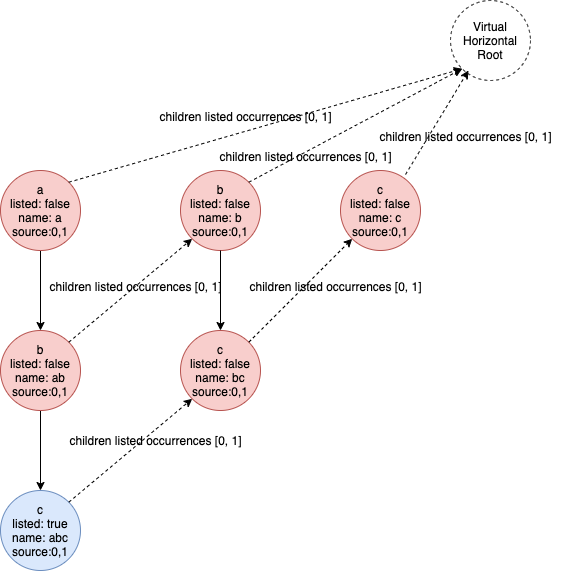 Virtual
Horizontal
Root
children listed occurrences [0, 1]
children listed occurrences [0, 1]
children listed occurrences [0, 1]
a
listed: false
name: a
source:0,1
b
listed: false
name: b
source:0,1
c
listed: false
name: c
source:0,1
children listed occurrences [0, 1]
children listed occurrences [0, 1]
b
listed: false
name: ab
source:0,1
c
listed: false
name: bc
source:0,1
children listed occurrences [0, 1]
c
listed: true
name: abc
source:0,1